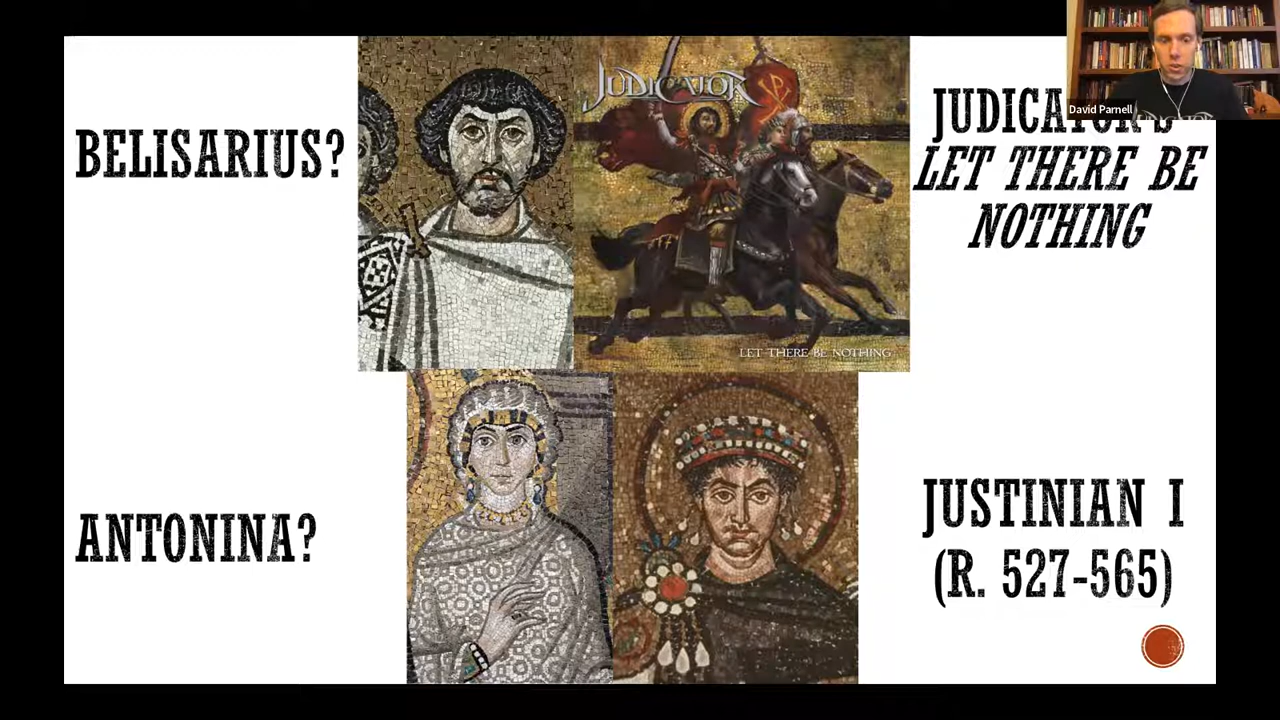 BELISARIUS?
JUDICATOR
LET THERE BE NOTHING
David Parnell
JUDICATOR'S
LET THERE BE
NOTHING
ANTONINA?
JUSTINIAN I
(R. 527-565)